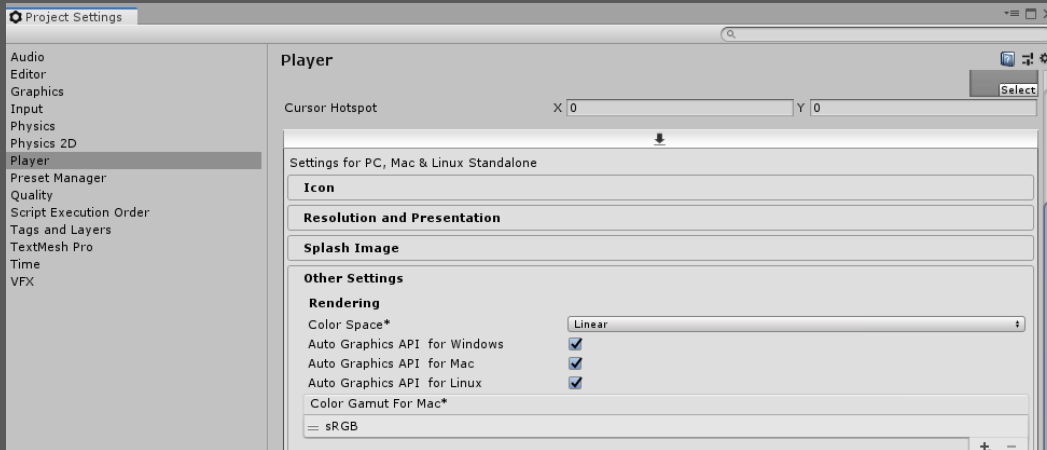 Project Settings
Audio
Editor
Graphics
Input
Physics
Physics 2D
Player
Preset Manager
Quality
Script Execution Order
Tags and Layers
TextMesh Pro
Time
VFX
Player
Select
Cursor Hotspot X 0 Y 0
Settings for PC, Mac & Linux Standalone
Icon
Resolution and Presentation
Splash Image
Other Settings
Rendering
Color Space* Linear
Auto Graphics API for Windows
Auto Graphics API for Mac
Auto Graphics API for Linux
Color Gamut For Mac*
sRGB